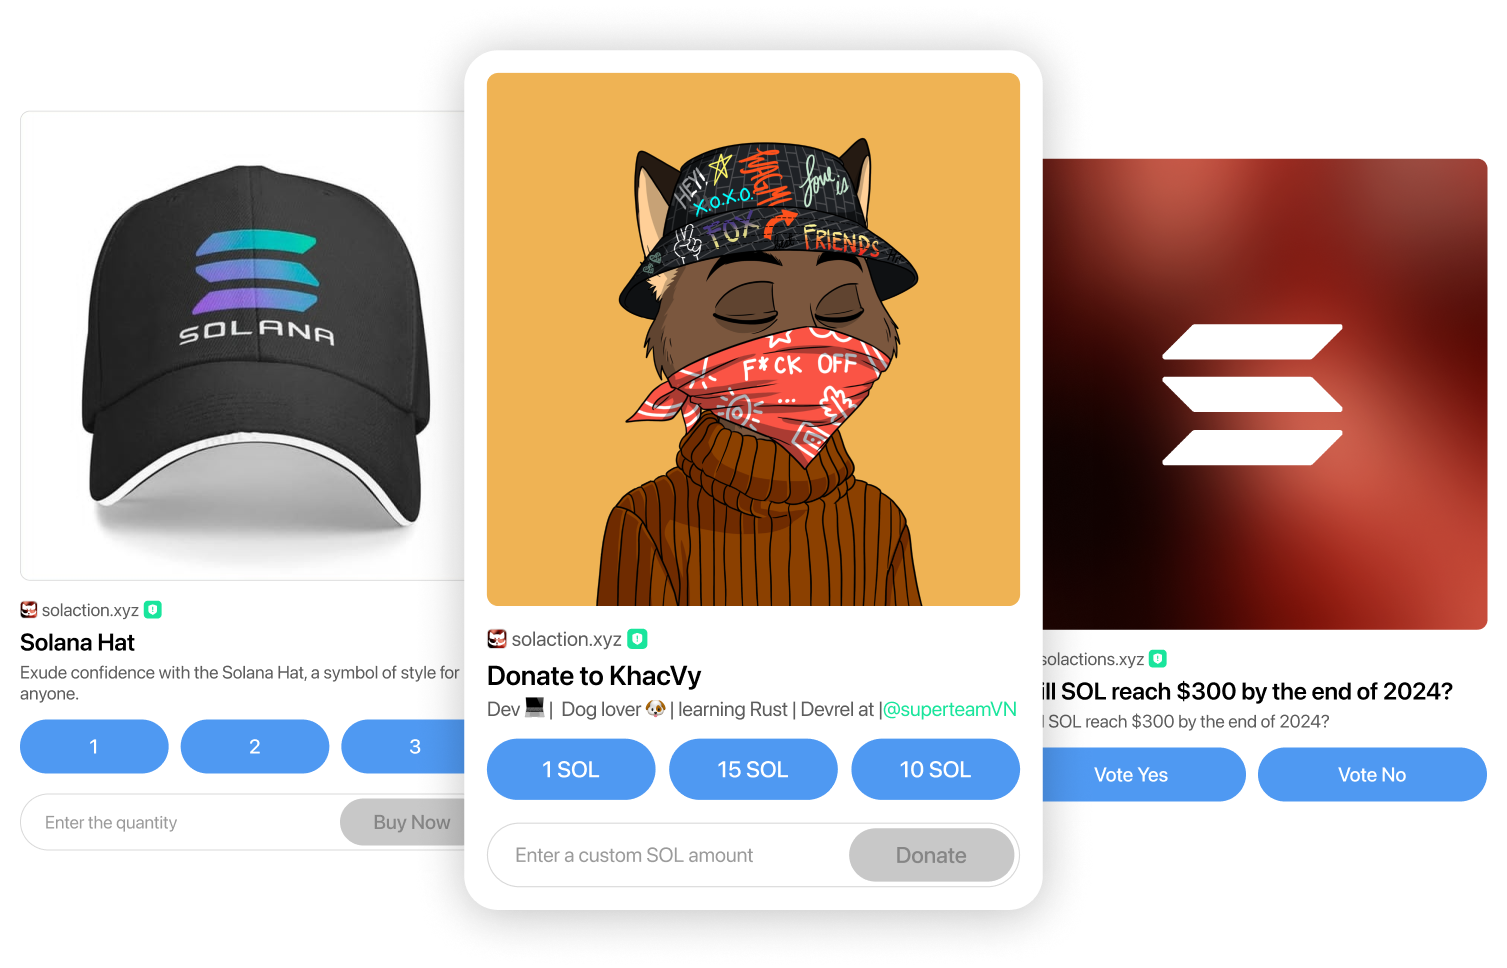 SOLANA
solaction.xyz
Solana Hat
Exude confidence with the Solana Hat, a symbol of style for
anyone.
1
2
3
Enter the quantity
Buy Now
HEY!
X.O.X.O.
WAGMI
love is
FOX
FRIENDS
F*CK OFF
...
solaction.xyz
Donate to KhacVy
Dev 💻 | Dog lover 🐶 | learning Rust | Devrel at |@superteamVN
1 SOL
15 SOL
10 SOL
Enter a custom SOL amount
Donate
solactions.xyz
ill SOL reach $300 by the end of 2024?
SOL reach $300 by the end of 2024?
Vote Yes
Vote No